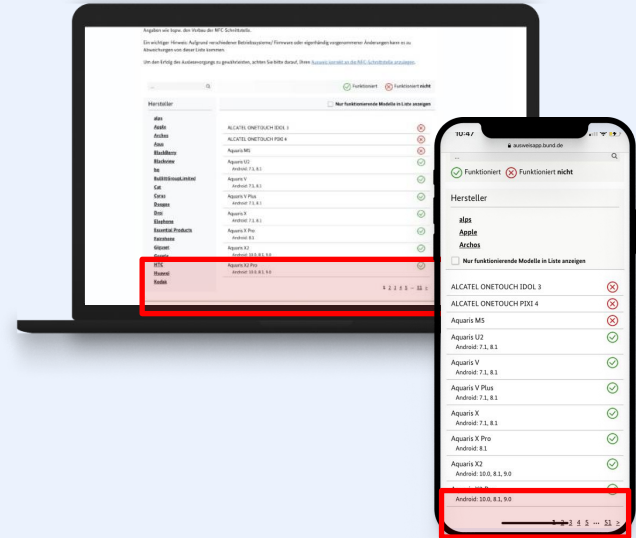 Angaben wie bspw. den Verbau der NFC Schnittstelle.
Ein wichtiger Hinweis: Aufgrund verschiedener Betriebssysteme/ Firmware oder eigenhändig vorgenommener Änderungen kann es zu
Abweichungen von dieser Liste kommen.
Um den Erfolg des Auslesevorgangs zu gewährleisten, achten Sie bitte darauf, Ihren Ausweis korrekt an die NFC-Schnittstelle anzulegen.
...
Funktioniert Funktioniert nicht
Hersteller
Nur funktionierende Modelle in Liste anzeigen
alps
Apple
Archos
Asus
BlackBerry
Blackview
bq
BullittGroupLimited
Cat
Doogee
Elephone
Essential Products
Fairphone
Gigaset
Google
HTC
Huawei
Kodak
ALCATEL ONETOUCH IDOL 3
ALCATEL ONETOUCH PIXI 4
Aquaris M5
Aquaris U2
Android: 7.1, 8.1
Aquaris V
Android: 7.1, 8.1
Aquaris V Plus
Android: 7.1, 8.1
Aquaris X
Android: 7.1, 8.1
Aquaris X Pro
Android: 8.1
Aquaris X2
Android: 10.0, 8.1, 9.0
Aquaris X2 Pro
Android: 10.0, 8.1, 9.0
1 2 3 4 5 ... 51 >
10:47
ausweisapp.bund.de
...
Funktioniert Funktioniert nicht
Hersteller
alps
Apple
Archos
Nur funktionierende Modelle in Liste anzeigen
ALCATEL ONETOUCH IDOL 3
ALCATEL ONETOUCH PIXI 4
Aquaris M5
Aquaris U2
Android: 7.1, 8.1
Aquaris V
Android: 7.1, 8.1
Aquaris V Plus
Android: 7.1, 8.1
Aquaris X
Android: 7.1, 8.1
Aquaris X Pro
Android: 8.1
Aquaris X2
Android: 10.0, 8.1, 9.0
Android: 10.0, 8.1, 9.0
1 2 3 4 5 ... 51 >